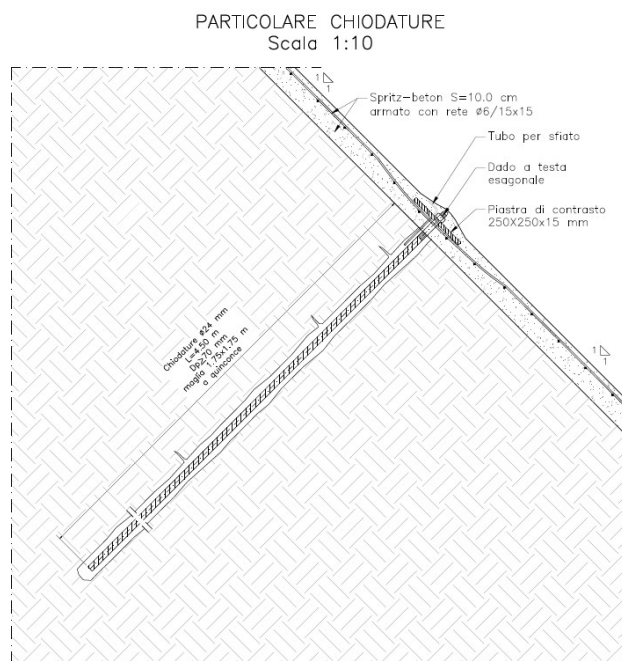 PARTICOLARE CHIODATURE
Scala 1:10
1
1
Spritz-beton S=10.0 cm
armato con rete ø6/15x15
Tubo per sfiato
Dado a testa
esagonale
Piastra di contrasto
250X250x15 mm
Chiodature ø24 mm
L=4.50 m
Dp≥70 mm
maglia 1.75x1.75 m
a quinconce
1
1